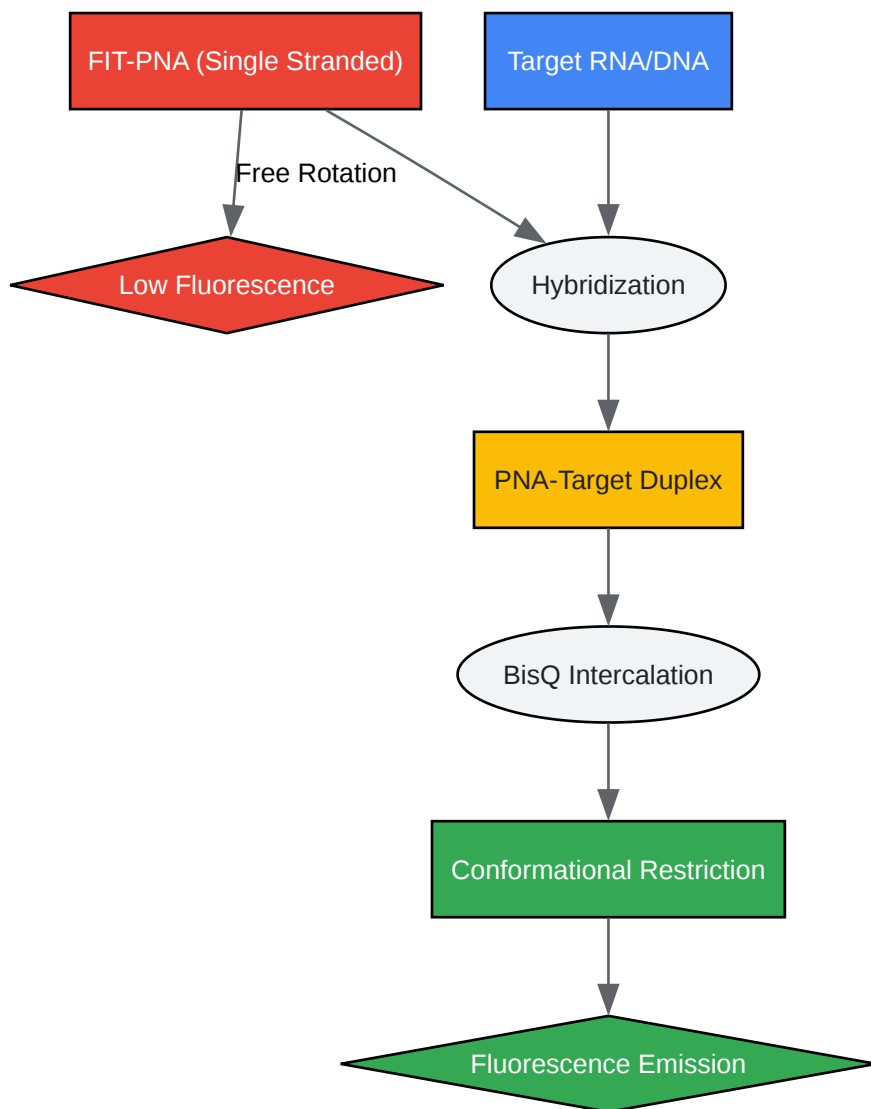 FIT-PNA (Single Stranded)
Target RNA/DNA
Free Rotation
Low Fluorescence
Hybridization
PNA-Target Duplex
BisQ Intercalation
Conformational Restriction
Fluorescence Emission